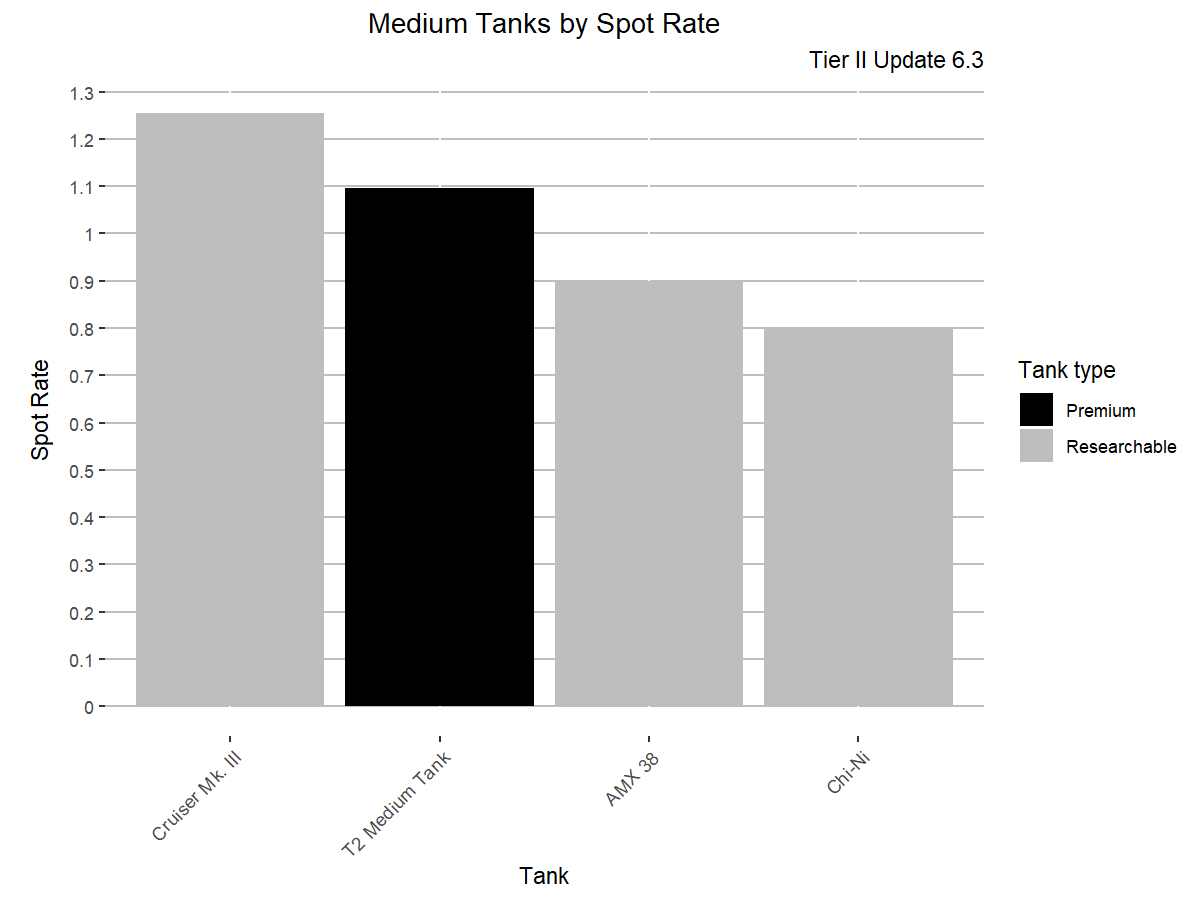 Medium Tanks by Spot Rate
Tier II Update 6.3
1.3
1.2
1.1
1
0.9
0.8
0.7
0.6
0.5
0.4
0.3
0.2
0.1
0
Spot Rate
Cruiser Mk. III
T2 Medium Tank
AMX 38
Chi-Ni
Tank
Tank type
Premium
Researchable